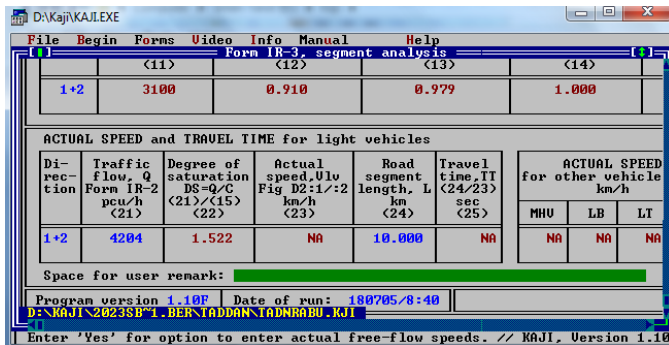 D:\Kaji\KAJI.EXE
File Begin Forms Video Info Manual Help
Form IR-3, segment analysis
(11) (12) (13) (14)
1+2 3100 0.910 0.979 1.000
ACTUAL SPEED and TRAVEL TIME for light vehicles
Di- Traffic Degree of Actual Road Travel ACTUAL SPEED
rec- flow, Q saturation speed,Vlv segment time,TT for other vehicle
tion Form IR-2 DS=Q/C Fig D2:1/:2 length, L (24/23) km/h
pcu/h (21)/(15) km/h km sec
(21) (22) (23) (24) (25) MHV LB LT
1+2 4204 1.522 NA 10.000 NA NA NA NA
Space for user remark:
Program version 1.10F Date of run: 180705/8:40
D:\KAJI\2023SB~1.BER\TADDAN\TADNRABU.KJI
Enter 'Yes' for option to enter actual free-flow speeds. // KAJI, Version 1.10